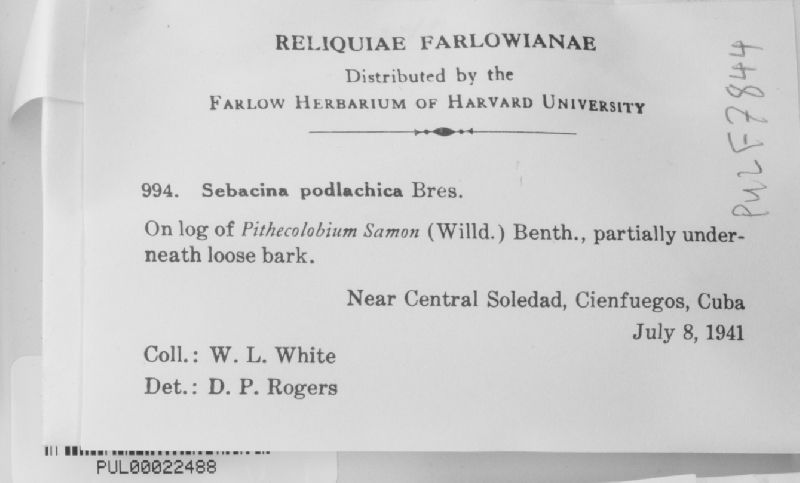 RELIQUIAE FARLOWIANAE
Distributed by the
FARLOW HERBARIUM OF HARVARD UNIVERSITY
994. Sebacina podlachica Bres.
On log of Pithecolobium Samon (Willd.) Benth., partially under-
neath loose bark.
Near Central Soledad, Cienfuegos, Cuba
July 8, 1941
Coll.: W. L. White
Det.: D. P. Rogers
PUL F7844
PUL00022488